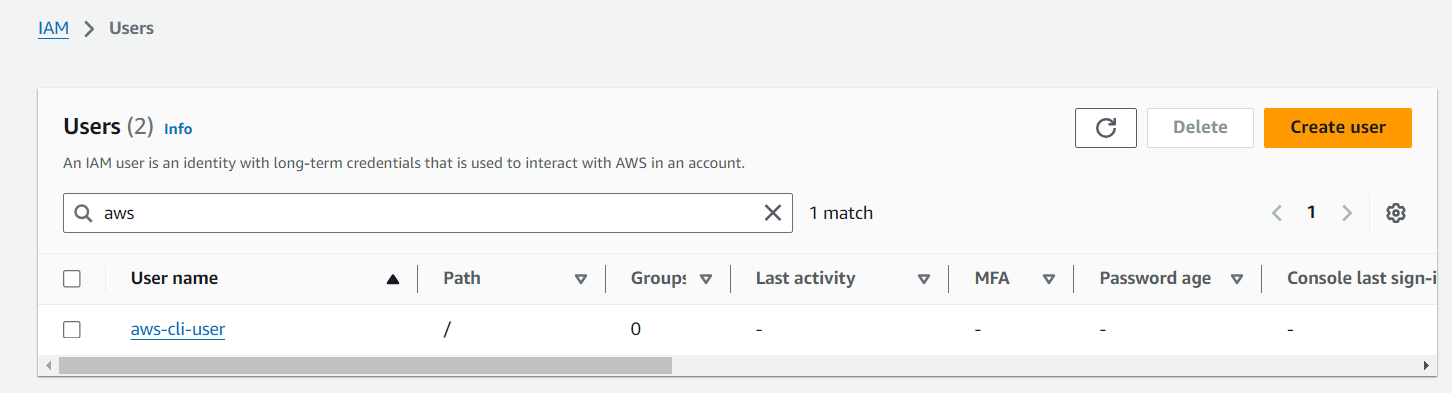 IAM > Users
Users (2) Info
Delete
Create user
An IAM user is an identity with long-term credentials that is used to interact with AWS in an account.
aws
1 match
1
User name Path Groups Last activity MFA Password age Console last sign-i
aws-cli-user / 0 - - - -